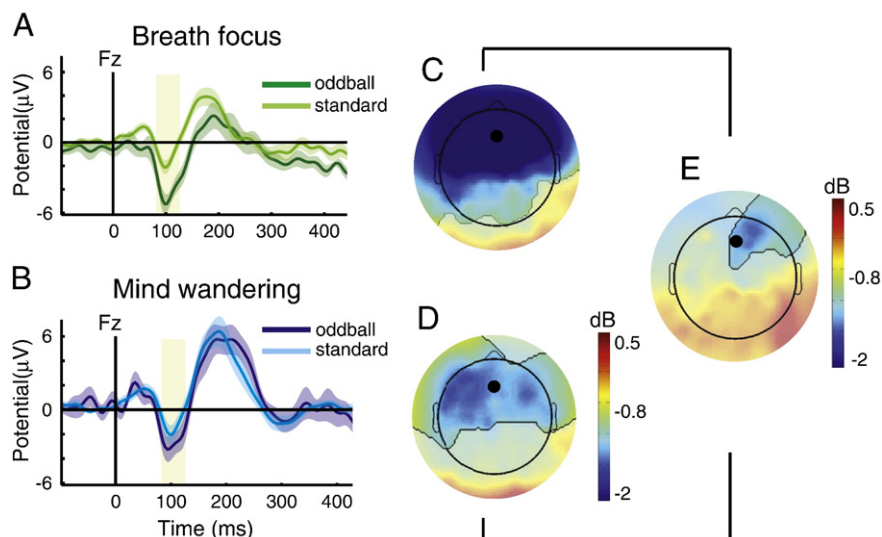 A
Breath focus
Fz
oddball
standard
Potential(µV)
6
0
-6
0 100 200 300 400
B
Mind wandering
Fz
oddball
standard
Potential(µV)
6
0
-6
0 100 200 300 400
Time (ms)
C
D
dB
0.5
-0.8
-2
E
dB
0.5
-0.8
-2